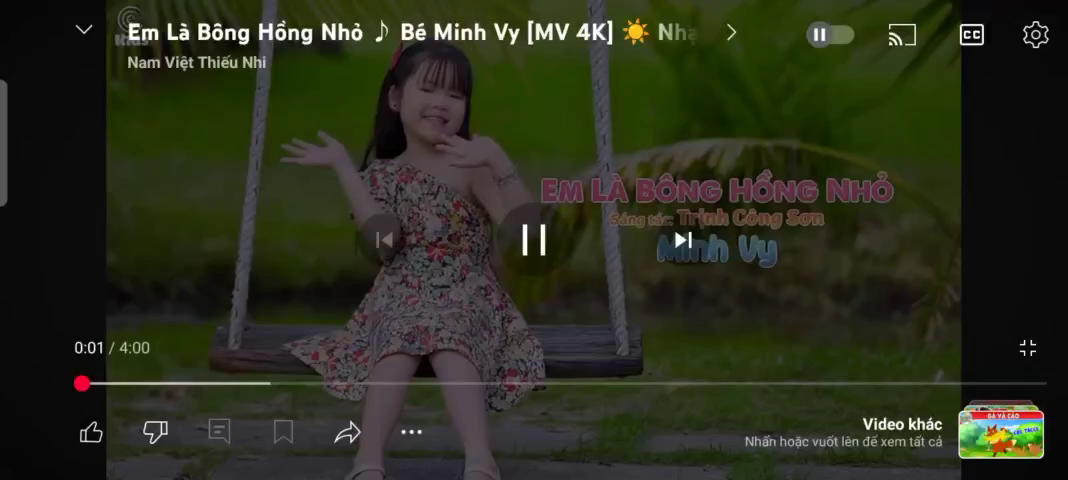 Em Là Bông Hồng Nhỏ ♪ Bé Minh Vy [MV 4K] ☀️ Nhạ
Nam Việt Thiếu Nhi
CC
EM LÀ BÔNG HỒNG NHỎ
Sáng tác: Trịnh Công Sơn
Minh Vy
0:01 / 4:00
Video khác
Nhấn hoặc vuốt lên để xem tất cả